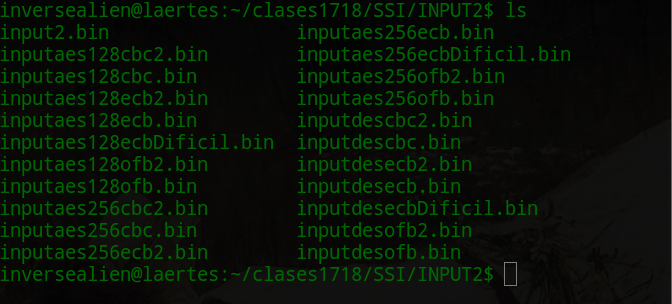 inversealien@laertes:~/clases1718/SSI/INPUT2$ ls
input2.bin                inputaes256ecb.bin
inputaes128cbc2.bin       inputaes256ecbDificil.bin
inputaes128cbc.bin        inputaes256ofb2.bin
inputaes128ecb2.bin       inputaes256ofb.bin
inputaes128ecb.bin        inputdescbc2.bin
inputaes128ecbDificil.bin inputdescbc.bin
inputaes128ofb2.bin       inputdesecb2.bin
inputaes128ofb.bin        inputdesecb.bin
inputaes256cbc2.bin       inputdesecbDificil.bin
inputaes256cbc.bin        inputdesofb2.bin
inputaes256ecb2.bin       inputdesofb.bin
inversealien@laertes:~/clases1718/SSI/INPUT2$